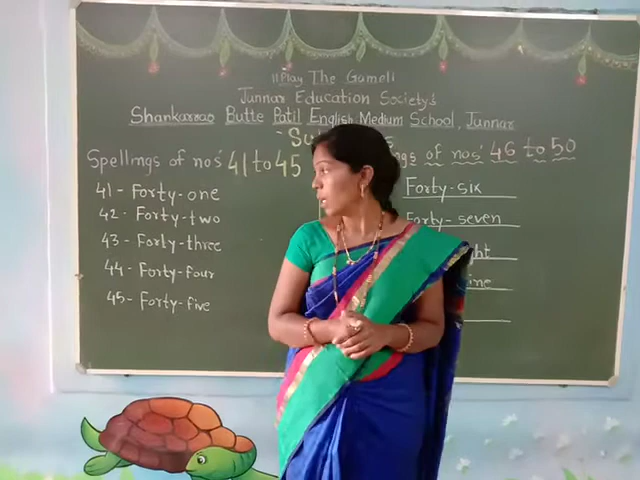 ॥Play The Game॥
Junnar Education Society's
Shankarrao Butte Patil English Medium School, Junnar
Spellings of nos' 41 to 45
of nos' 46 to 50
41 - Forty-one
42 - Forty-two
43 - Forty-three
44 - Forty-four
45 - Forty-five
Forty-six
Forty-seven